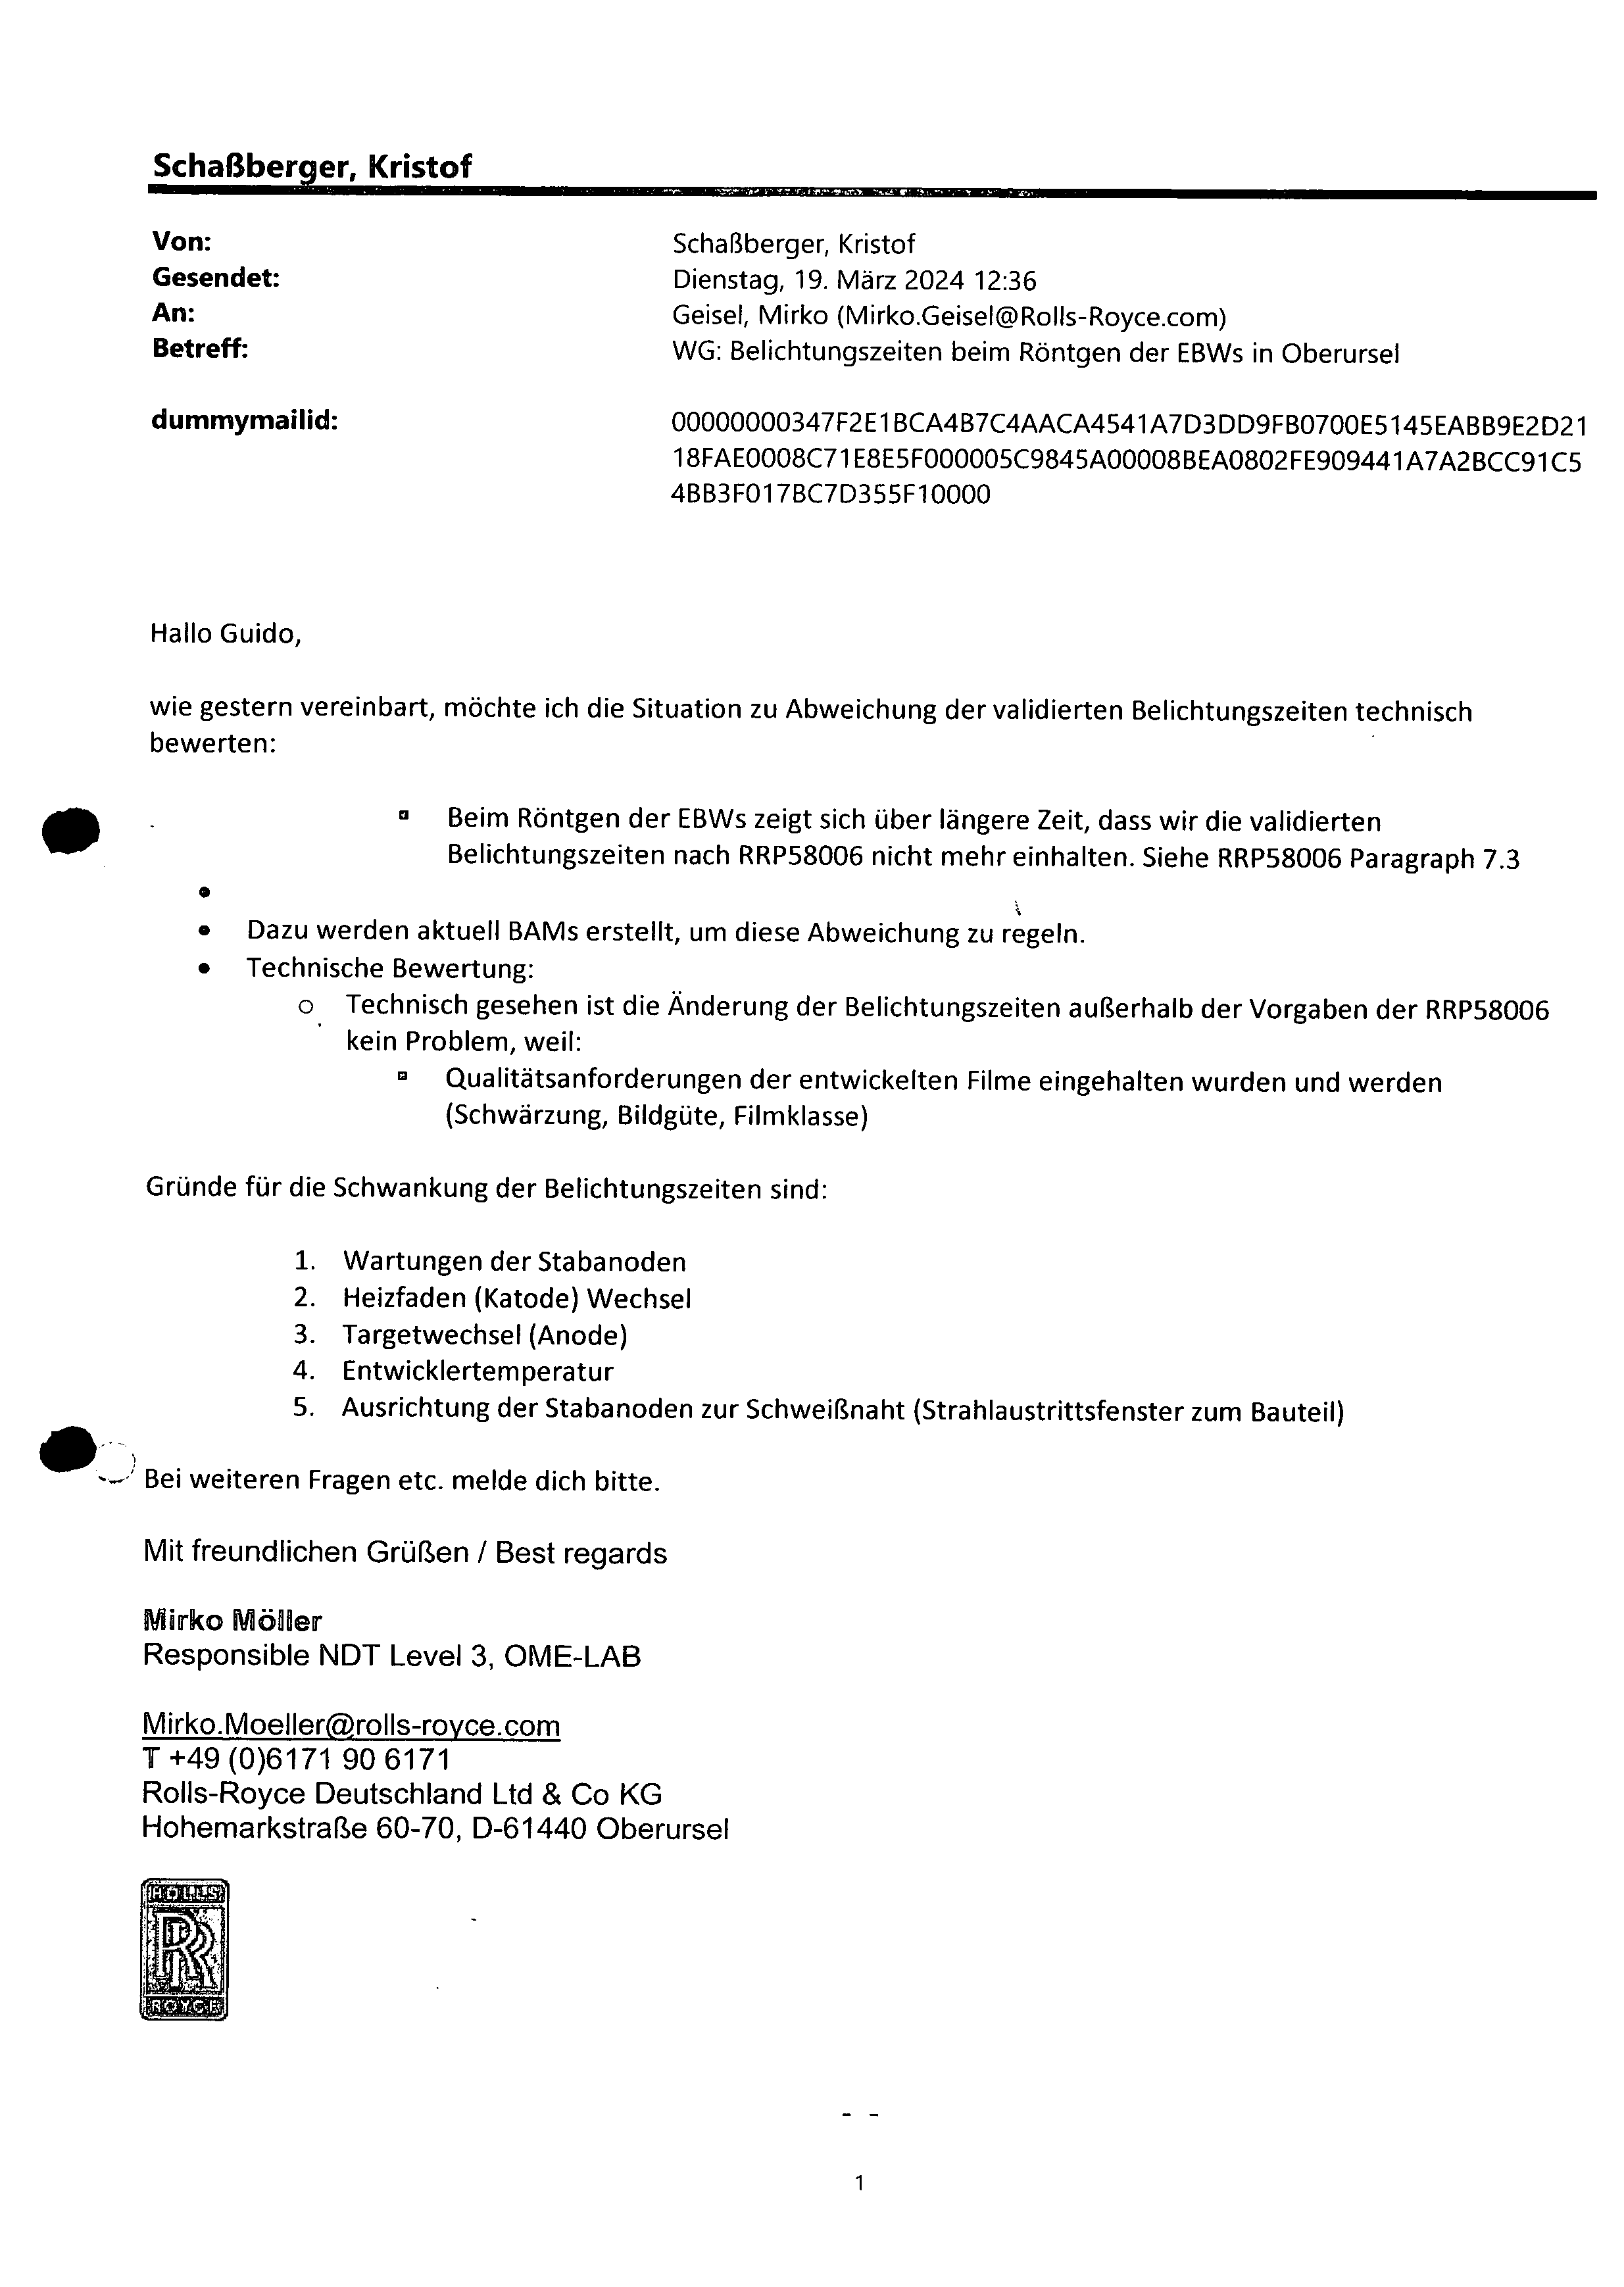 Schaßberger, Kristof
Von: Schaßberger, Kristof
Gesendet: Dienstag, 19. März 2024 12:36
An: Geisel, Mirko (Mirko.Geisel@Rolls-Royce.com)
Betreff: WG: Belichtungszeiten beim Röntgen der EBWs in Oberursel
dummymailid: 00000000347F2E1BCA4B7C4AACA4541A7D3DD9FB0700E5145EABB9E2D21
18FAE0008C71E8E5F000005C9845A00008BEA0802FE909441A7A2BCC91C5
4BB3F017BC7D355F10000
Hallo Guido,
wie gestern vereinbart, möchte ich die Situation zu Abweichung der validierten Belichtungszeiten technisch
bewerten:
▪ Beim Röntgen der EBWs zeigt sich über längere Zeit, dass wir die validierten
Belichtungszeiten nach RRP58006 nicht mehr einhalten. Siehe RRP58006 Paragraph 7.3
•
• Dazu werden aktuell BAMs erstellt, um diese Abweichung zu regeln.
• Technische Bewertung:
o Technisch gesehen ist die Änderung der Belichtungszeiten außerhalb der Vorgaben der RRP58006
kein Problem, weil:
▪ Qualitätsanforderungen der entwickelten Filme eingehalten wurden und werden
(Schwärzung, Bildgüte, Filmklasse)
Gründe für die Schwankung der Belichtungszeiten sind:
1. Wartungen der Stabanoden
2. Heizfaden (Katode) Wechsel
3. Targetwechsel (Anode)
4. Entwicklertemperatur
5. Ausrichtung der Stabanoden zur Schweißnaht (Strahlaustrittsfenster zum Bauteil)
Bei weiteren Fragen etc. melde dich bitte.
Mit freundlichen Grüßen / Best regards
Mirko Möller
Responsible NDT Level 3, OME-LAB
Mirko.Moeller@rolls-royce.com
T +49 (0)6171 90 6171
Rolls-Royce Deutschland Ltd & Co KG
Hohemarkstraße 60-70, D-61440 Oberursel
ROLLS
RR
ROYCE
1